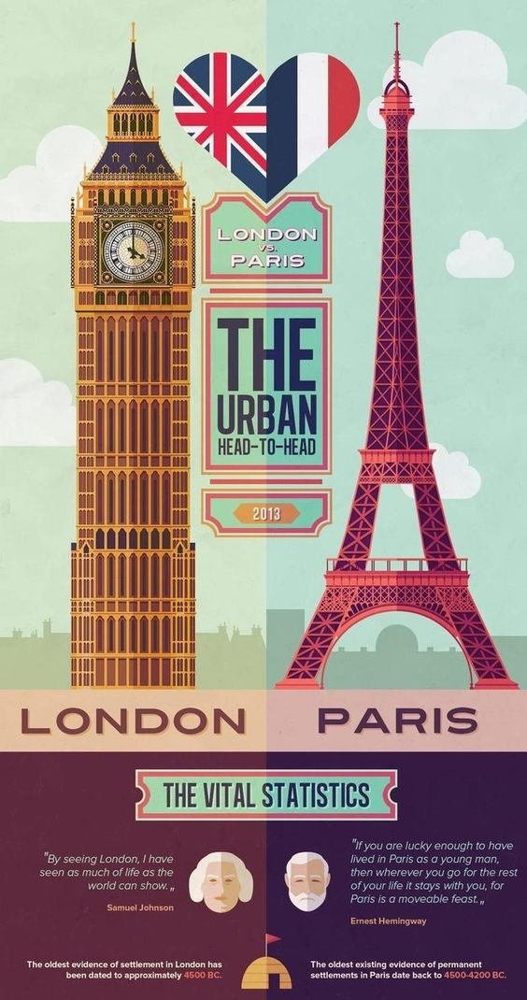 LONDON
VS.
PARIS
THE
URBAN
HEAD-TO-HEAD
2013
LONDON
PARIS
THE VITAL STATISTICS
"By seeing London, I have
seen as much of life as the
world can show.„
Samuel Johnson
"If you are lucky enough to have
lived in Paris as a young man,
then wherever you go for the rest
of your life it stays with you, for
Paris is a moveable feast.„
Ernest Hemingway
The oldest evidence of settlement in London has
been dated to approximately 4500 BC.
The oldest existing evidence of permanent
settlements in Paris date back to 4500-4200 BC.